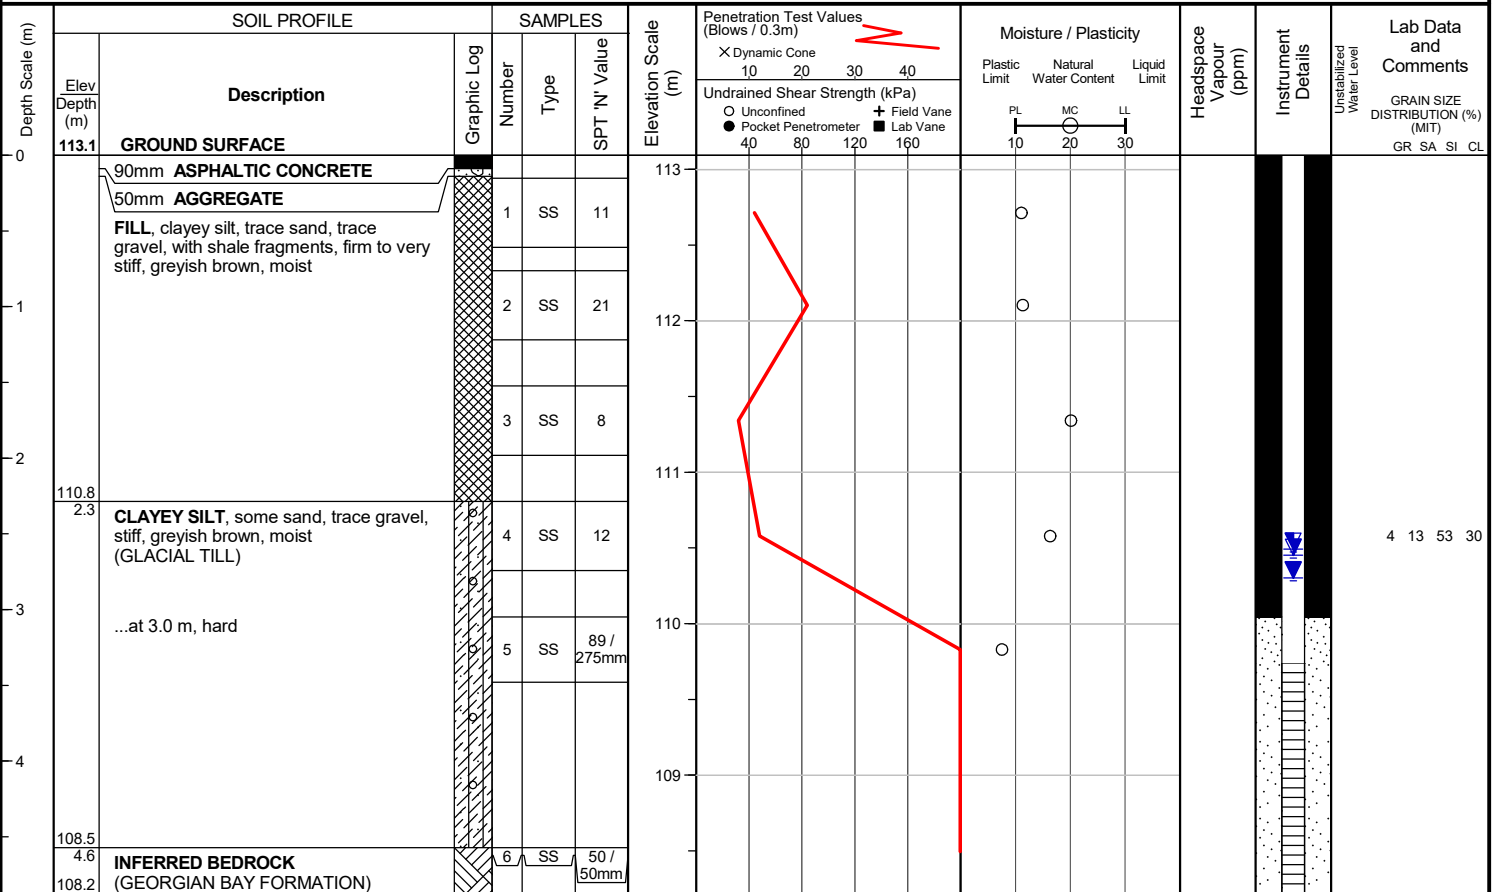 SOIL PROFILE
SAMPLES
Depth Scale (m)
Elev
Depth
(m)
113.1
Description
GROUND SURFACE
Graphic Log
Number
Type
SPT 'N' Value
Elevation Scale
(m)
Penetration Test Values
(Blows / 0.3m)
× Dynamic Cone
10 20 30 40
Undrained Shear Strength (kPa)
Unconfined + Field Vane
Pocket Penetrometer Lab Vane
40 80 120 160
Moisture / Plasticity
Plastic Limit
Natural Water Content
Liquid Limit
PL MC LL
10 20 30
Headspace
Vapour
(ppm)
Instrument
Details
Unstabilized
Water Level
Lab Data
and
Comments
GRAIN SIZE
DISTRIBUTION (%)
(MIT)
GR SA SI CL
0
90mm ASPHALTIC CONCRETE
113
50mm AGGREGATE
1 SS 11
FILL, clayey silt, trace sand, trace
gravel, with shale fragments, firm to very
stiff, greyish brown, moist
1
2 SS 21
112
3 SS 8
2
111
110.8
2.3
CLAYEY SILT, some sand, trace gravel,
stiff, greyish brown, moist
(GLACIAL TILL)
4 SS 12
4 13 53 30
3
110
...at 3.0 m, hard
5 SS 89 /
275mm
4
109
108.5
4.6
INFERRED BEDROCK
(GEORGIAN BAY FORMATION)
6 SS 50 /
50mm
108.2